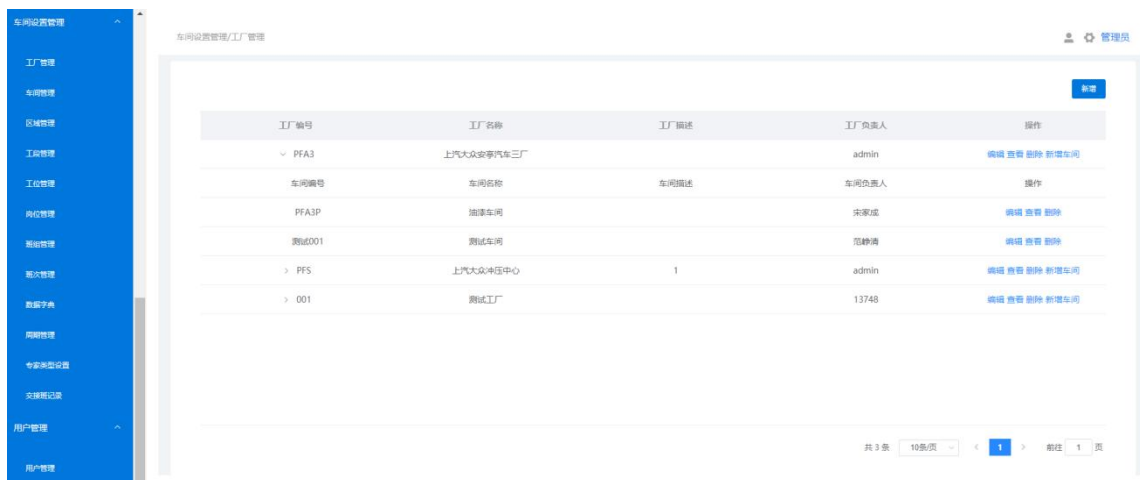 车间设置管理
工厂管理
车间管理
区域管理
工段管理
工位管理
岗位管理
班组管理
班次管理
数据字典
周期管理
专家类型设置
交接班记录
用户管理
用户管理
车间设置管理/工厂管理
管理员
新增
工厂编号 工厂名称 工厂描述 工厂负责人 操作
PFA3 上汽大众安亭汽车三厂 admin 编辑 查看 删除 新增车间
车间编号 车间名称 车间描述 车间负责人 操作
PFA3P 油漆车间 宋家成 编辑 查看 删除
测试001 测试车间 范静涛 编辑 查看 删除
PFS 上汽大众冲压中心 1 admin 编辑 查看 删除 新增车间
001 测试工厂 13748 编辑 查看 删除 新增车间
共 3 条 10条/页 1 前往 1 页